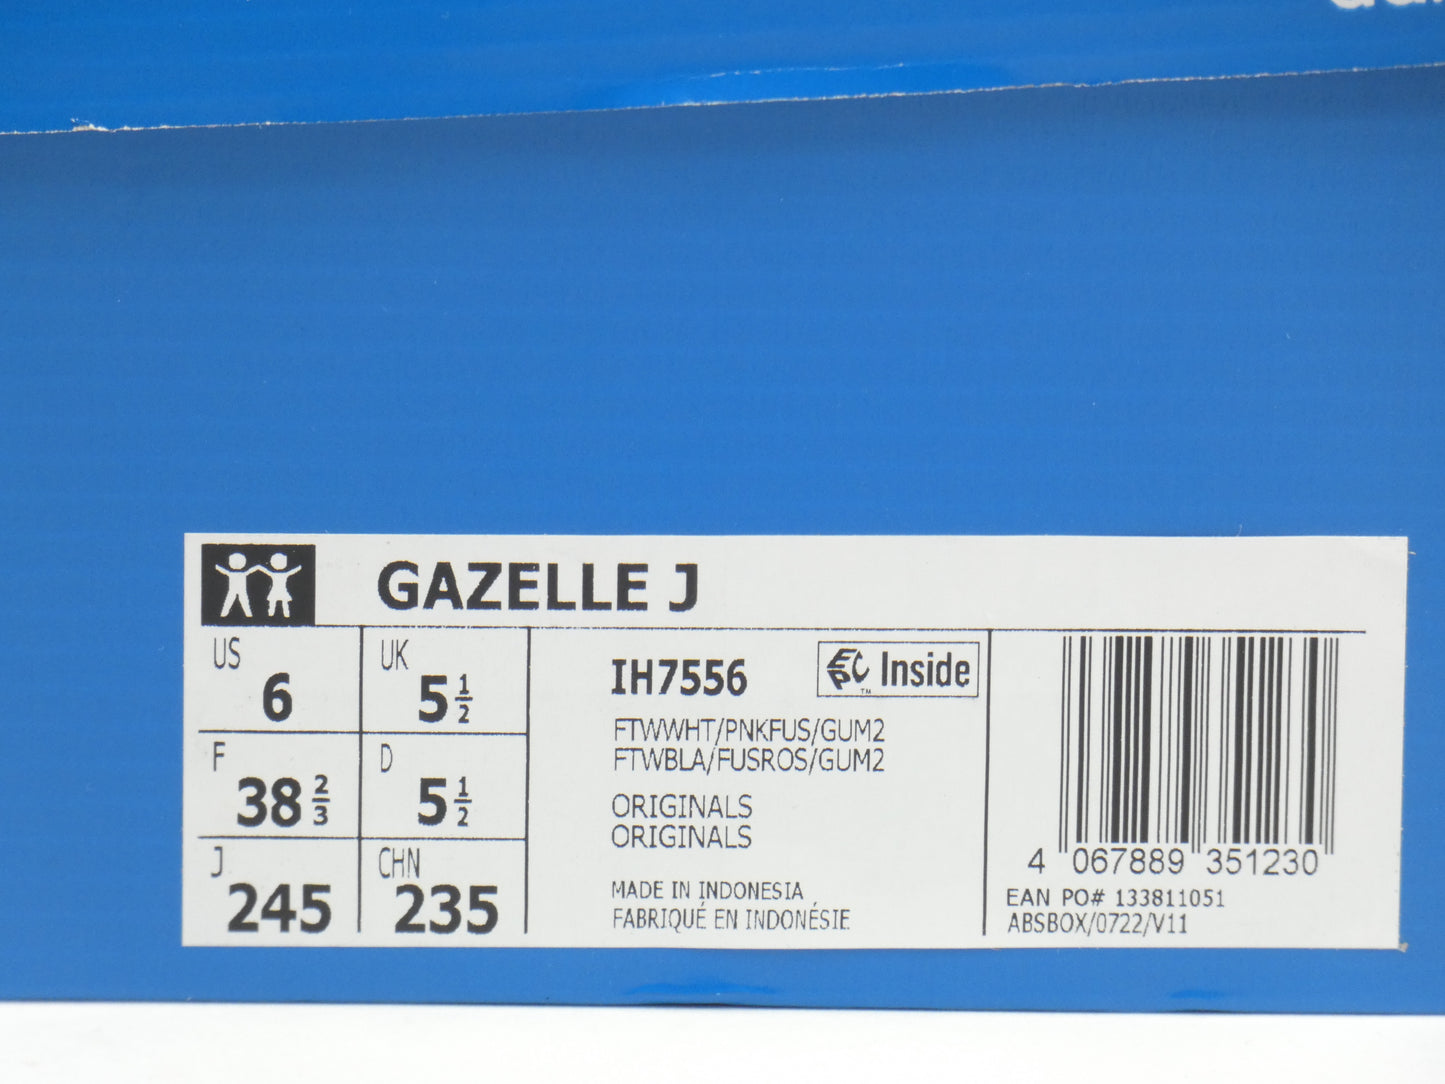 GAZELLE J
US
6
UK
5 1/2
F
38 2/3
D
5 1/2
J
245
CHN
235
IH7556
EPC Inside
™
FTWWHT/PNKFUS/GUM2
FTWBLA/FUSROS/GUM2
ORIGINALS
ORIGINALS
MADE IN INDONESIA
FABRIQUÉ EN INDONÉSIE
4 067889 351230
EAN PO# 133811051
ABSBOX/0722/V11